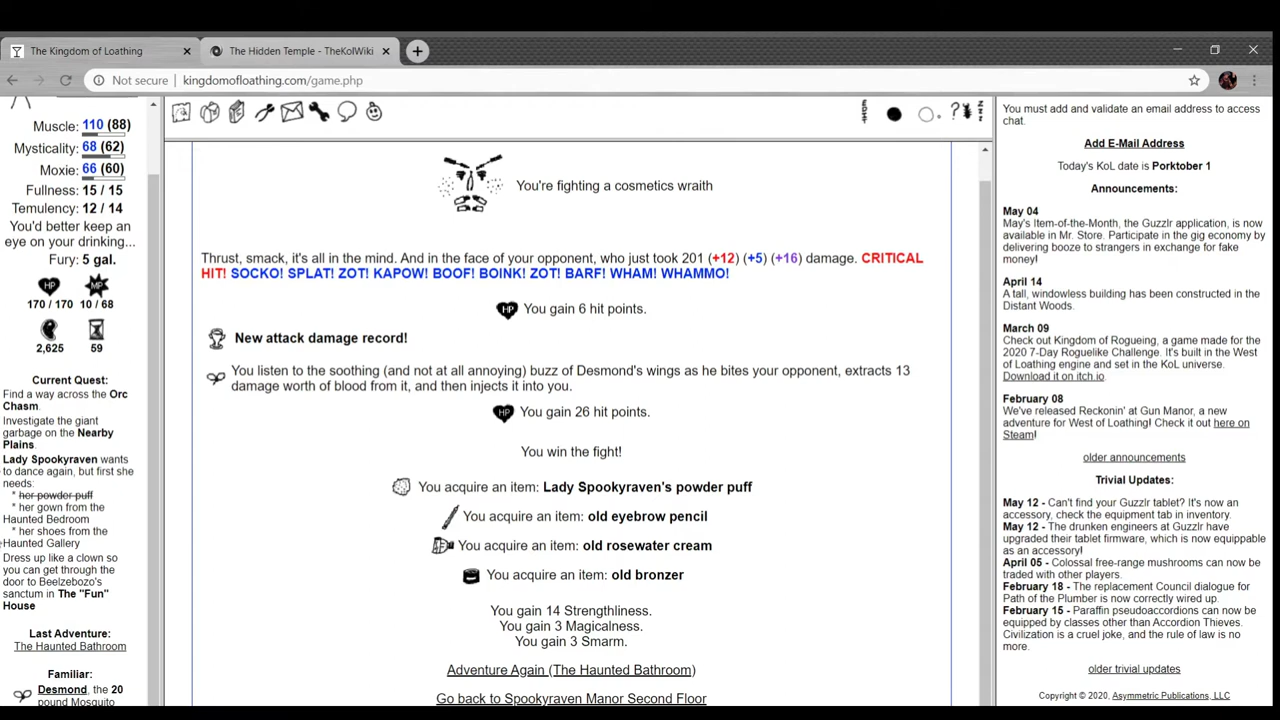 The Kingdom of Loathing
The Hidden Temple - TheKolWiki
Not secure | kingdomofloathing.com/game.php
Muscle: 110 (88)
Mysticality: 68 (62)
Moxie: 66 (60)
Fullness: 15 / 15
Temulency: 12 / 14
You'd better keep an
eye on your drinking...
Fury: 5 gal.
HP MP
170 / 170 10 / 68
2,625 59
Current Quest:
Find a way across the Orc
Chasm.
Investigate the giant
garbage on the Nearby
Plains.
Lady Spookyraven wants
to dance again, but first she
needs:
* her powder puff
* her gown from the
Haunted Bedroom
* her shoes from the
Haunted Gallery
Dress up like a clown so
you can get through the
door to Beelzebozo's
sanctum in The "Fun"
House
Last Adventure:
The Haunted Bathroom
Familiar:
Desmond, the 20
pound Mosquito
You're fighting a cosmetics wraith
Thrust, smack, it's all in the mind. And in the face of your opponent, who just took 201 (+12) (+5) (+16) damage. CRITICAL
HIT! SOCKO! SPLAT! ZOT! KAPOW! BOOF! BOINK! ZOT! BARF! WHAM! WHAMMO!
HP You gain 6 hit points.
New attack damage record!
You listen to the soothing (and not at all annoying) buzz of Desmond's wings as he bites your opponent, extracts 13
damage worth of blood from it, and then injects it into you.
HP You gain 26 hit points.
You win the fight!
You acquire an item: Lady Spookyraven's powder puff
You acquire an item: old eyebrow pencil
You acquire an item: old rosewater cream
You acquire an item: old bronzer
You gain 14 Strengthliness.
You gain 3 Magicalness.
You gain 3 Smarm.
Adventure Again (The Haunted Bathroom)
Go back to Spookyraven Manor Second Floor
You must add and validate an email address to access
chat.
Add E-Mail Address
Today's KoL date is Porktober 1
Announcements:
May 04
May's Item-of-the-Month, the Guzzlr application, is now
available in Mr. Store. Participate in the gig economy by
delivering booze to strangers in exchange for fake
money!
April 14
A tall, windowless building has been constructed in the
Distant Woods.
March 09
Check out Kingdom of Rogueing, a game made for the
2020 7-Day Roguelike Challenge. It's built in the West
of Loathing engine and set in the KoL universe.
Download it on itch io.
February 08
We've released Reckonin' at Gun Manor, a new
adventure for West of Loathing! Check it out here on
Steam!
older announcements
Trivial Updates:
May 12 - Can't find your Guzzlr tablet? It's now an
accessory, check the equipment tab in inventory.
May 12 - The drunken engineers at Guzzlr have
upgraded their tablet firmware, which is now equippable
as an accessory!
April 05 - Colossal free-range mushrooms can now be
traded with other players.
February 18 - The replacement Council dialogue for
Path of the Plumber is now correctly wired up.
February 15 - Paraffin pseudoaccordions can now be
equipped by classes other than Accordion Thieves.
Civilization is a cruel joke, and the rule of law is no
more.
older trivial updates
Copyright © 2020, Asymmetric Publications, LLC